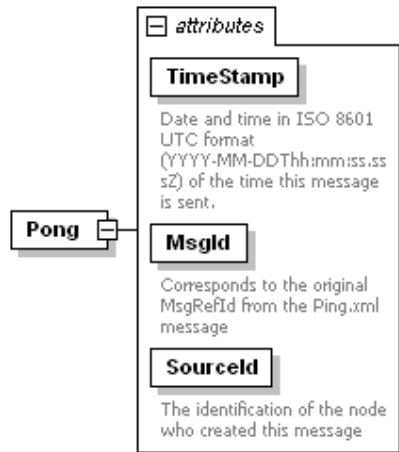 attributes
TimeStamp
Date and time in ISO 8601
UTC format
(YYYY-MM-DDThh:mm:ss.ss
sZ) of the time this message
is sent.
Pong
MsgId
Corresponds to the original
MsgRefId from the Ping.xml
message
SourceId
The identification of the node
who created this message